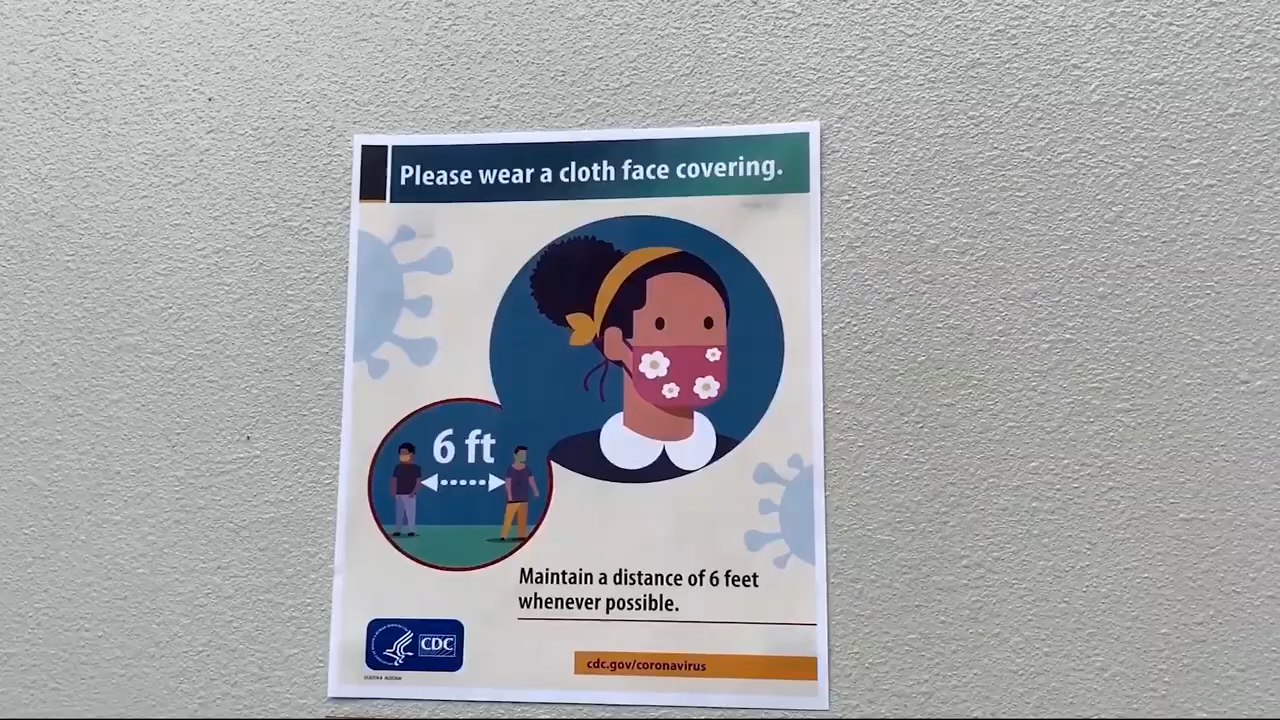 Please wear a cloth face covering.
6 ft
Maintain a distance of 6 feet
whenever possible.
CDC
cdc.gov/coronavirus